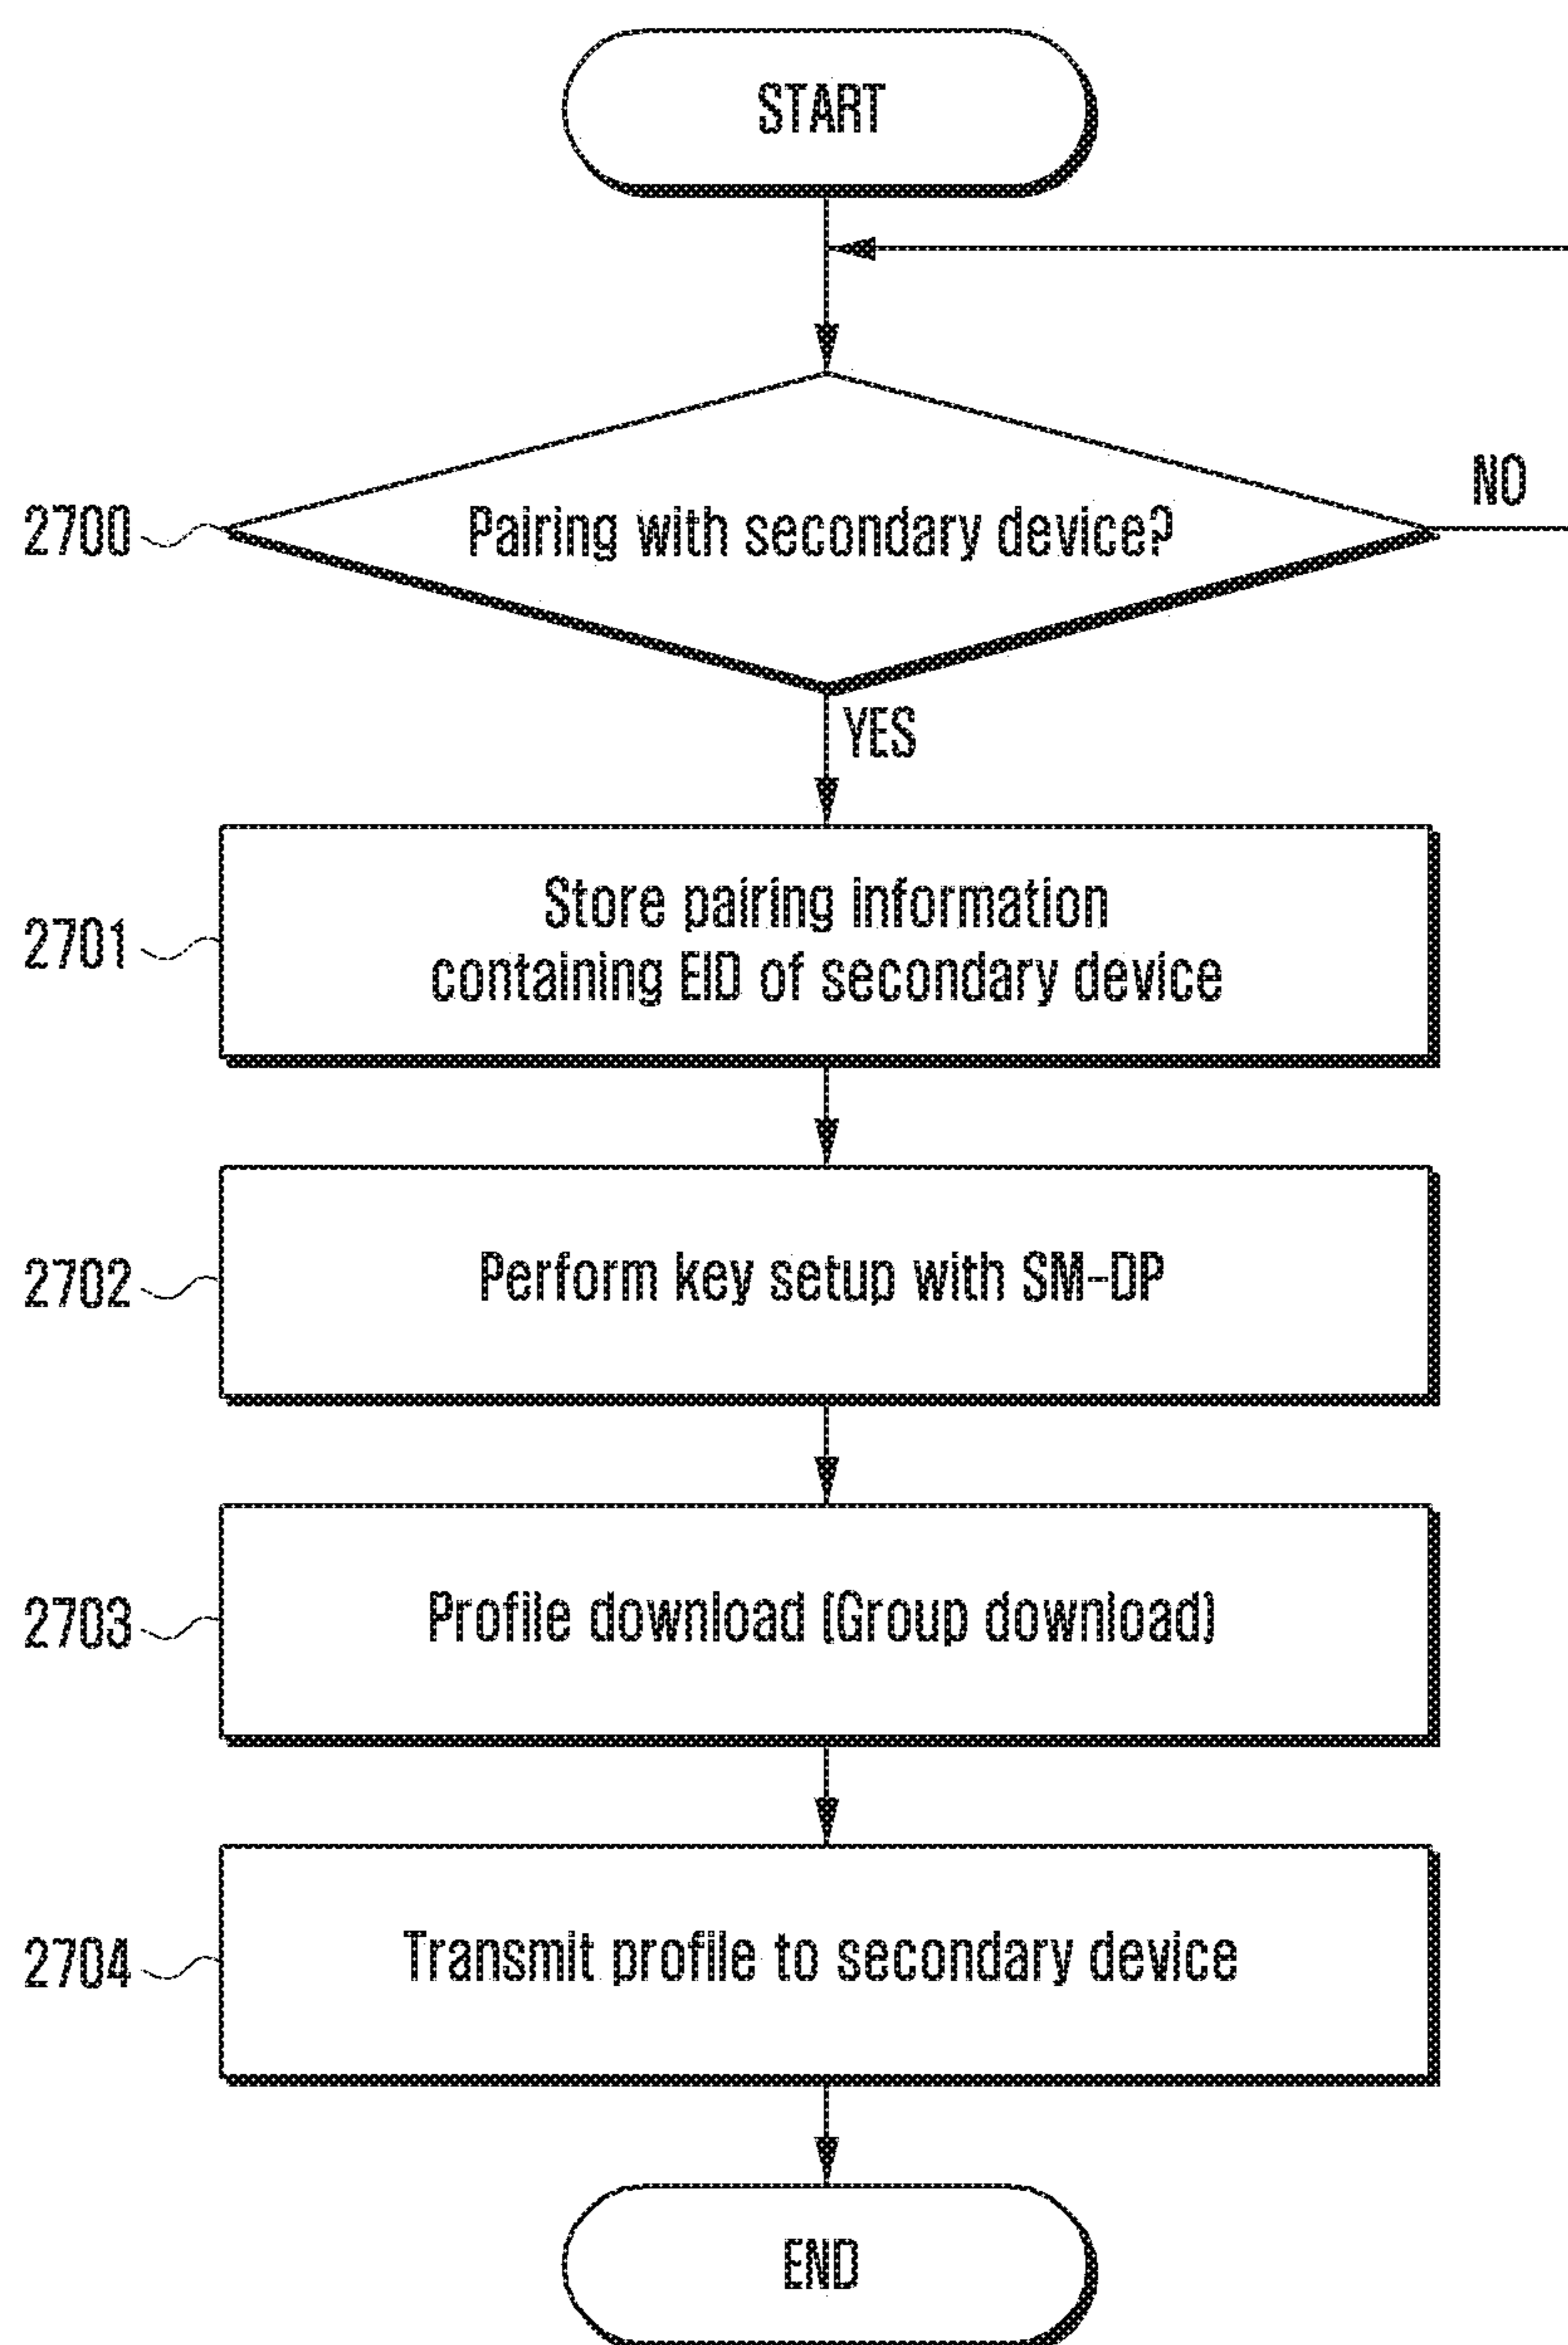 START
2700
Pairing with secondary device?
NO
YES
2701
Store pairing information
containing EID of secondary device
2702
Perform key setup with SM-DP
2703
Profile download (Group download)
2704
Transmit profile to secondary device
END